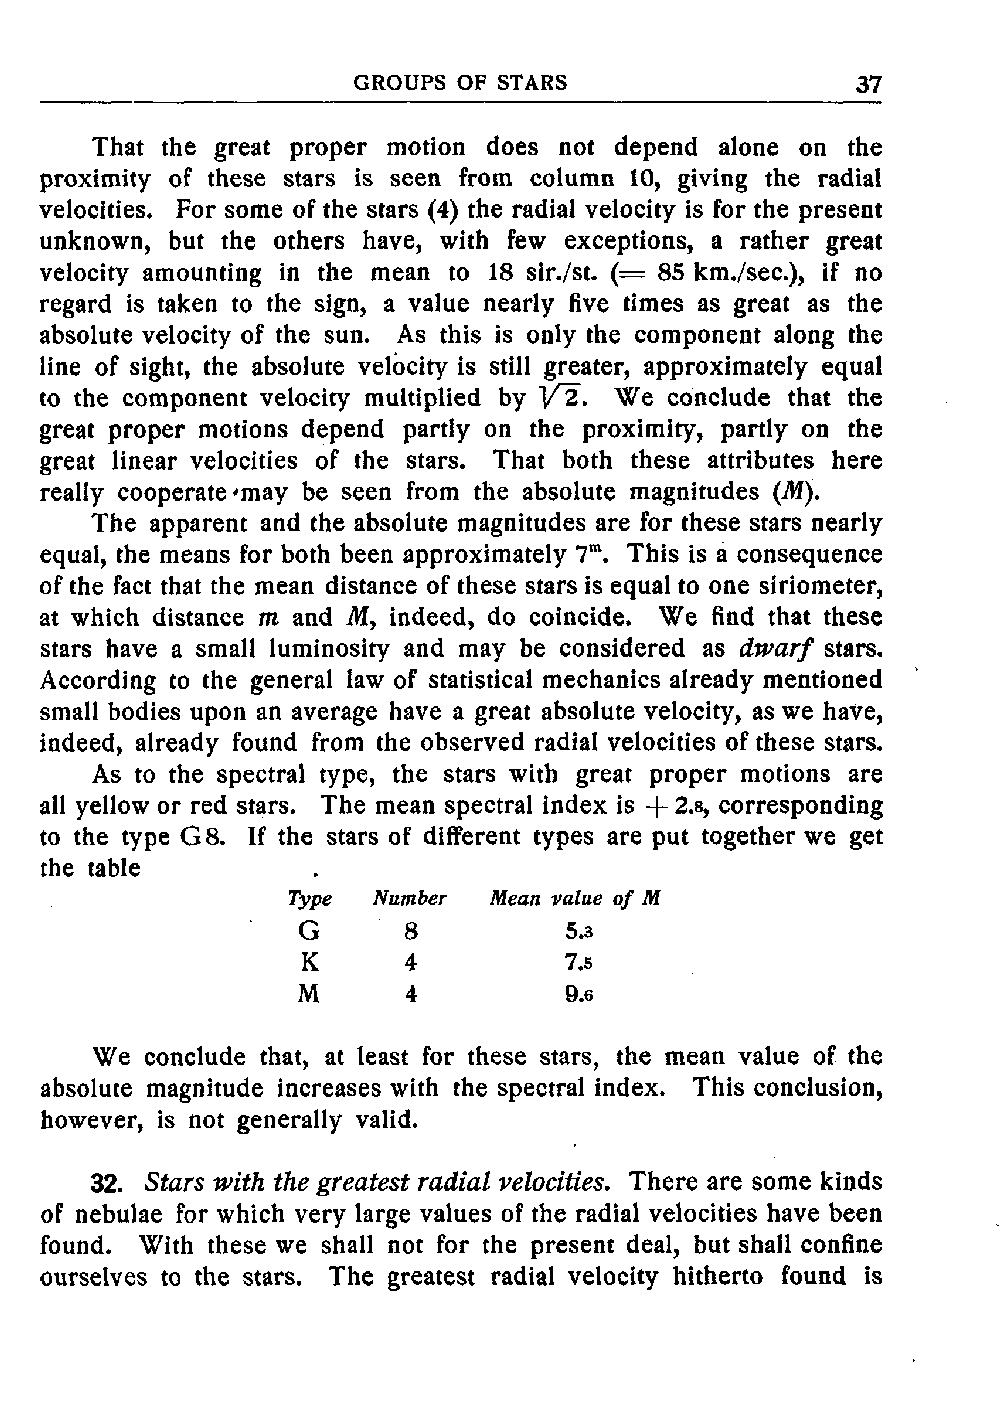 GROUPS OF STARS 37
That the great proper motion does not depend alone on the
proximity of these stars is seen from column 10, giving the radial
velocities. For some of the stars (4) the radial velocity is for the present
unknown, but the others have, with few exceptions, a rather great
velocity amounting in the mean to 18 sir./st. (= 85 km./sec.), if no
regard is taken to the sign, a value nearly five times as great as the
absolute velocity of the sun. As this is only the component along the
line of sight, the absolute velocity is still greater, approximately equal
to the component velocity multiplied by √2. We conclude that the
great proper motions depend partly on the proximity, partly on the
great linear velocities of the stars. That both these attributes here
really cooperate may be seen from the absolute magnitudes (M).
The apparent and the absolute magnitudes are for these stars nearly
equal, the means for both been approximately 7ᵐ. This is a consequence
of the fact that the mean distance of these stars is equal to one siriometer,
at which distance m and M, indeed, do coincide. We find that these
stars have a small luminosity and may be considered as dwarf stars.
According to the general law of statistical mechanics already mentioned
small bodies upon an average have a great absolute velocity, as we have,
indeed, already found from the observed radial velocities of these stars.
As to the spectral type, the stars with great proper motions are
all yellow or red stars. The mean spectral index is + 2.8, corresponding
to the type G8. If the stars of different types are put together we get
the table
Type Number Mean value of M
G 8 5.3
K 4 7.5
M 4 9.6
We conclude that, at least for these stars, the mean value of the
absolute magnitude increases with the spectral index. This conclusion,
however, is not generally valid.
32. Stars with the greatest radial velocities. There are some kinds
of nebulae for which very large values of the radial velocities have been
found. With these we shall not for the present deal, but shall confine
ourselves to the stars. The greatest radial velocity hitherto found is